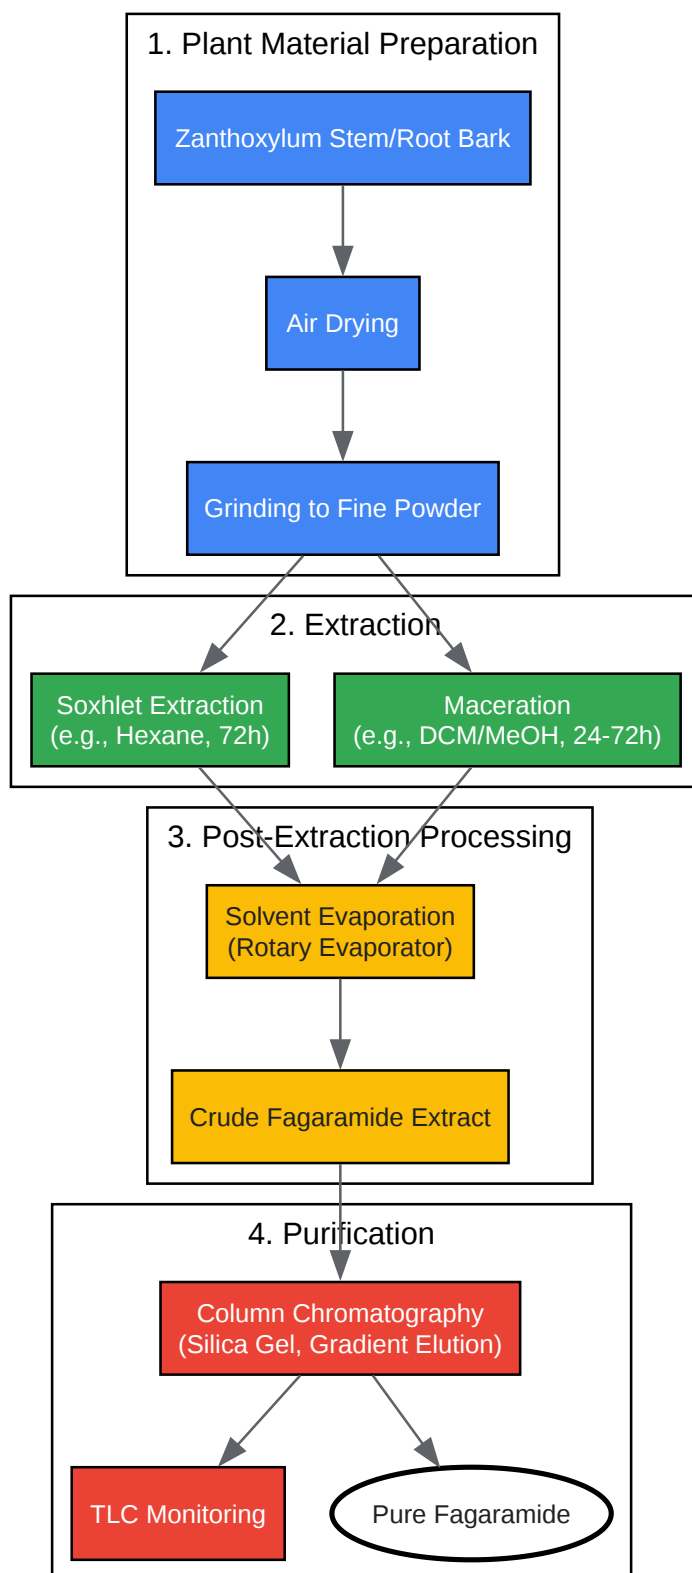 1. Plant Material Preparation
Zanthoxylum Stem/Root Bark
Air Drying
Grinding to Fine Powder
2. Extraction
Soxhlet Extraction
(e.g., Hexane, 72h)
Maceration
(e.g., DCM/MeOH, 24-72h)
3. Post-Extraction Processing
Solvent Evaporation
(Rotary Evaporator)
Crude Fagaramide Extract
4. Purification
Column Chromatography
(Silica Gel, Gradient Elution)
TLC Monitoring
Pure Fagaramide